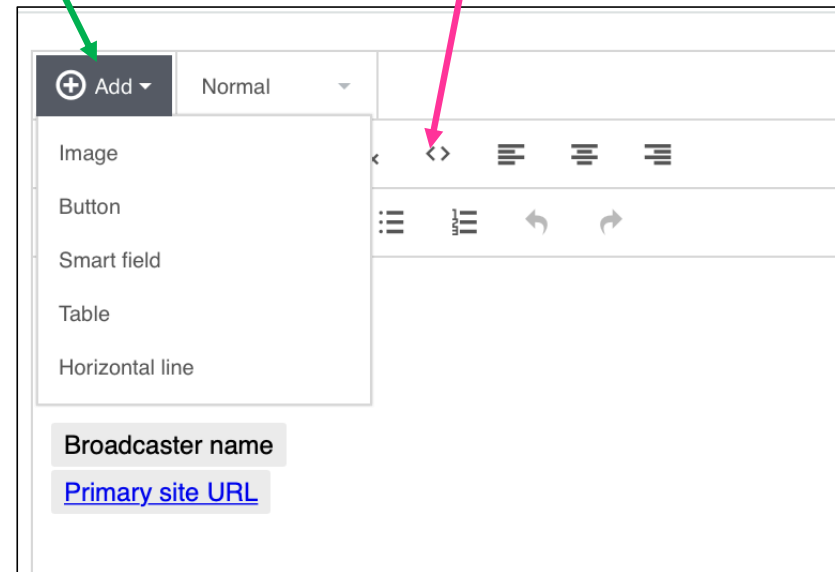 Add
Normal
Image
Button
Smart field
Table
Horizontal line
Broadcaster name
Primary site URL